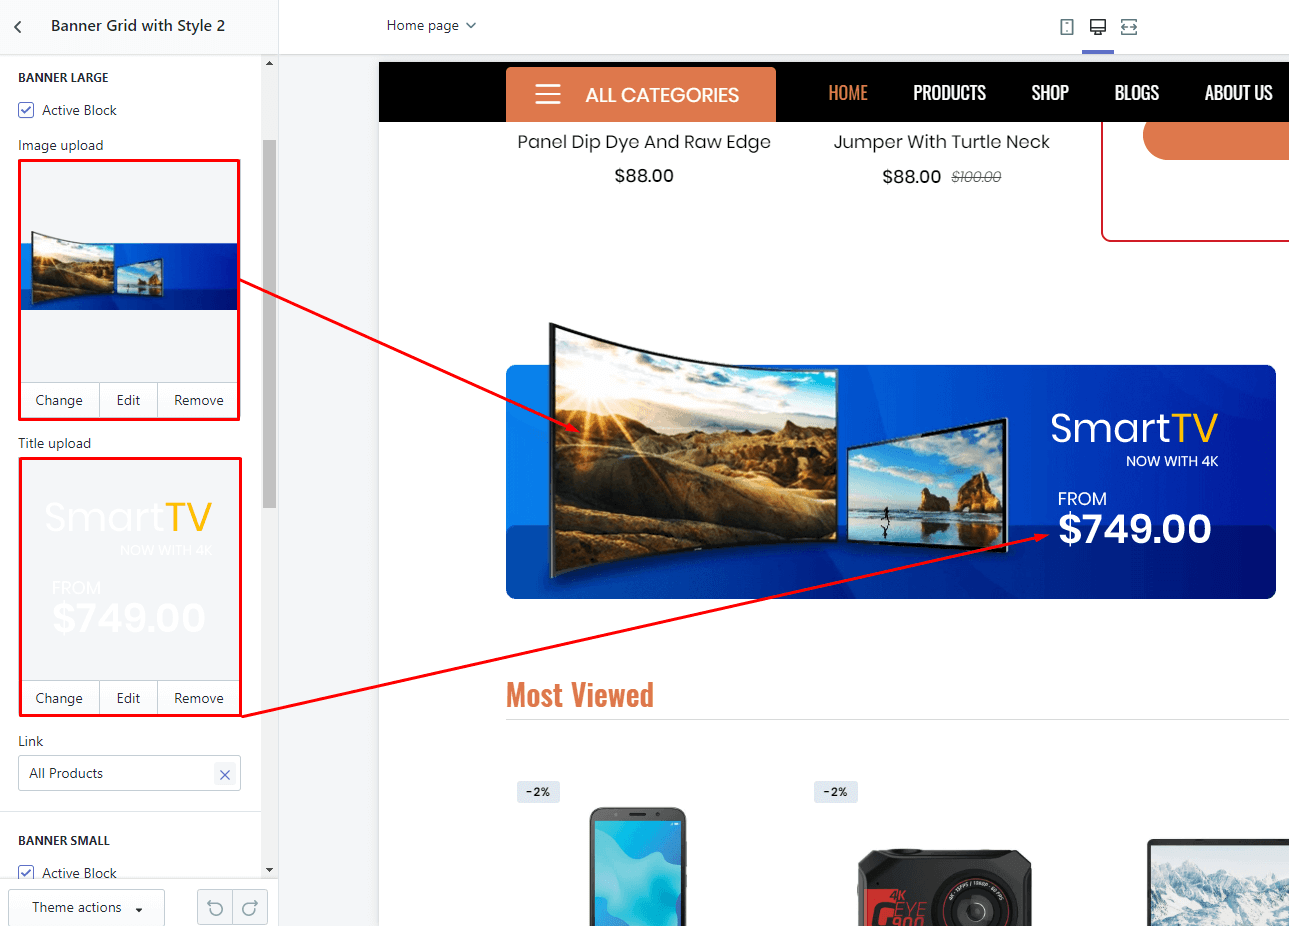 Banner Grid with Style 2
Home page
BANNER LARGE
Active Block
Image upload
Change Edit Remove
Title upload
SmartTV
NOW WITH 4K
FROM
$749.00
Change Edit Remove
Link
All Products
BANNER SMALL
Active Block
Theme actions
ALL CATEGORIES
HOME PRODUCTS SHOP BLOGS ABOUT US
Panel Dip Dye And Raw Edge
$88.00
Jumper With Turtle Neck
$88.00 $100.00
SmartTV
NOW WITH 4K
FROM
$749.00
Most Viewed
-2%
-2%
4K
EYE
900